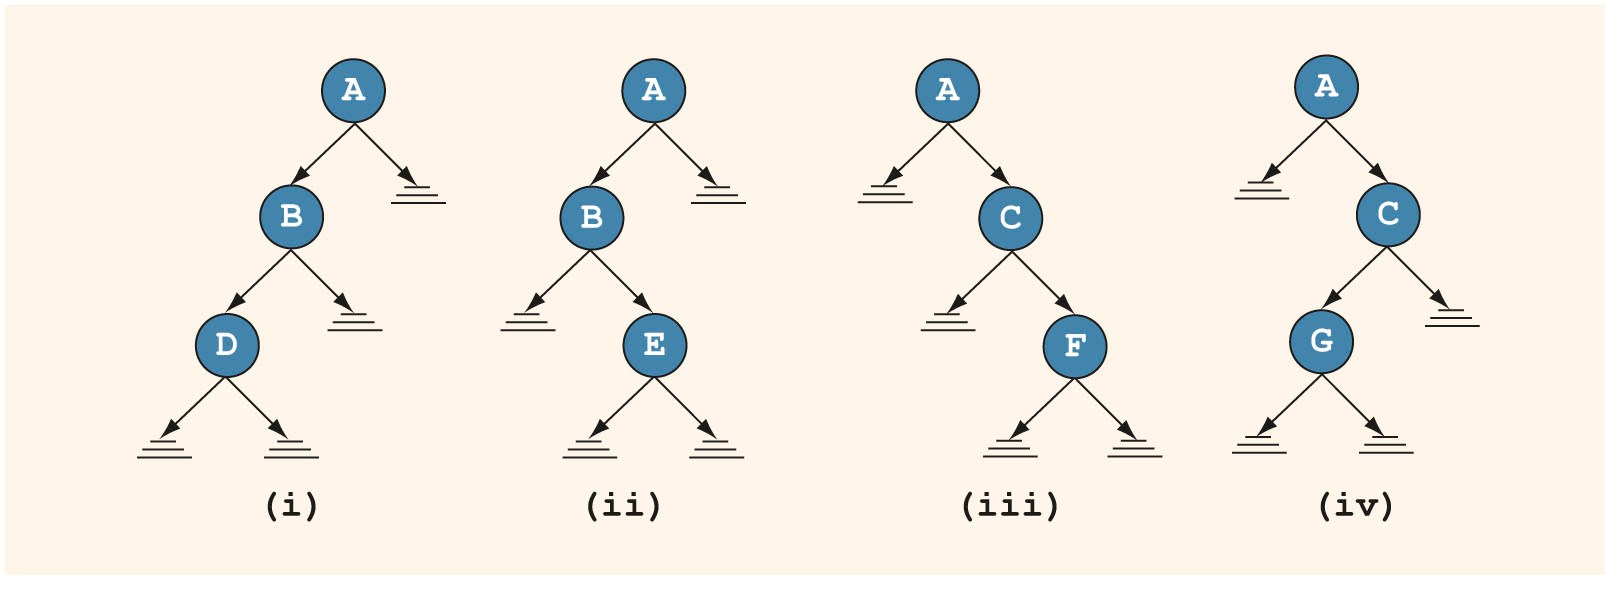 A A A A
B B C C
D E F G
(i) (ii) (iii) (iv)